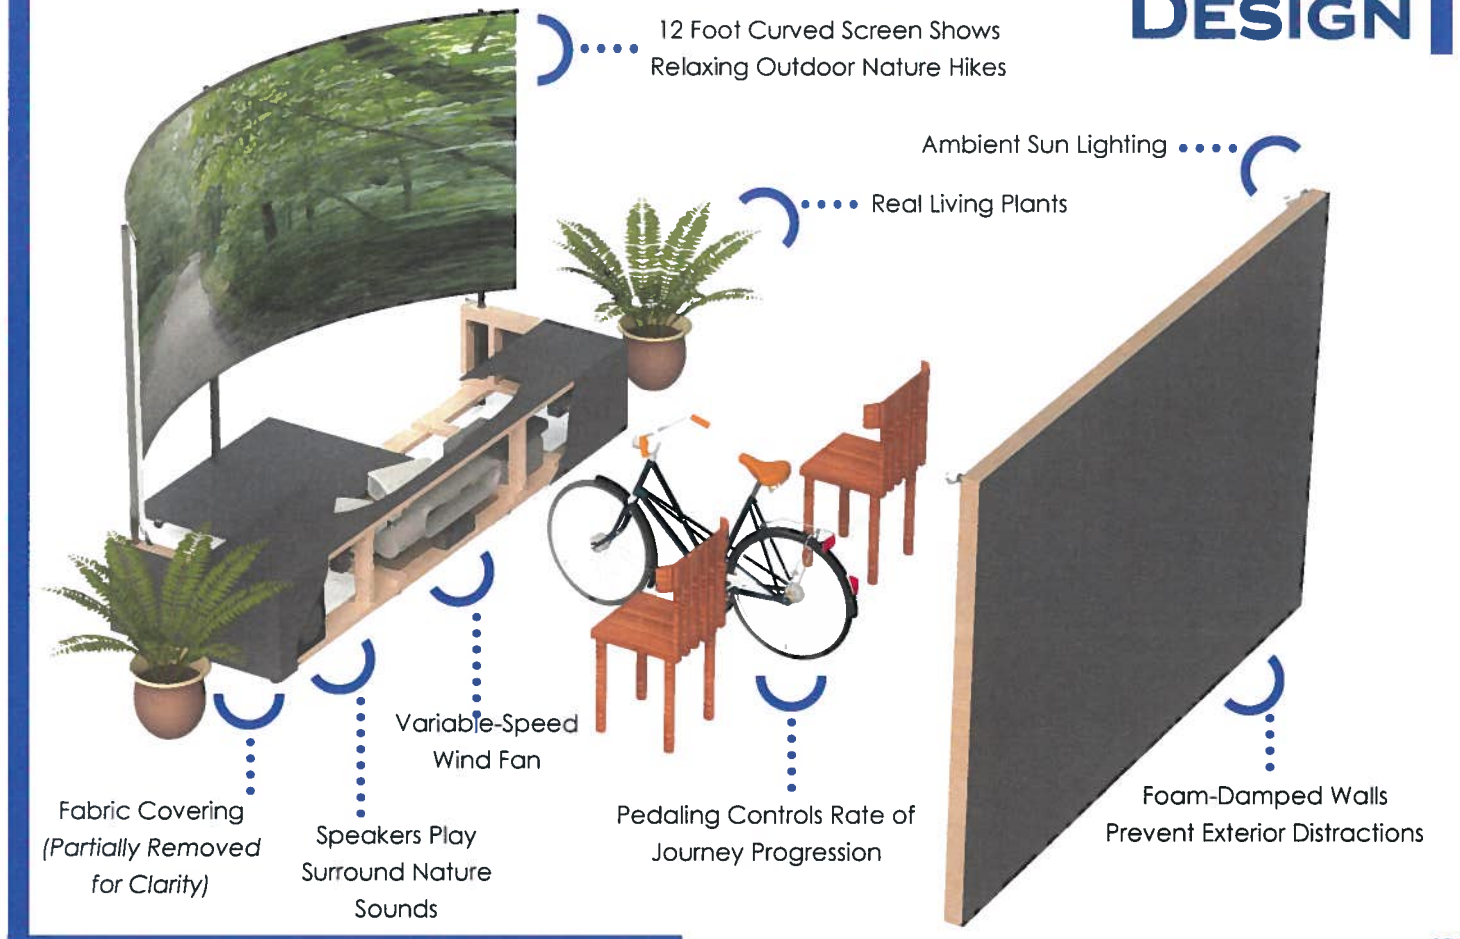 DESIGN
12 Foot Curved Screen Shows
Relaxing Outdoor Nature Hikes
Ambient Sun Lighting
Real Living Plants
Variable-Speed
Wind Fan
Fabric Covering
(Partially Removed
for Clarity)
Speakers Play
Surround Nature
Sounds
Pedaling Controls Rate of
Journey Progression
Foam-Damped Walls
Prevent Exterior Distractions